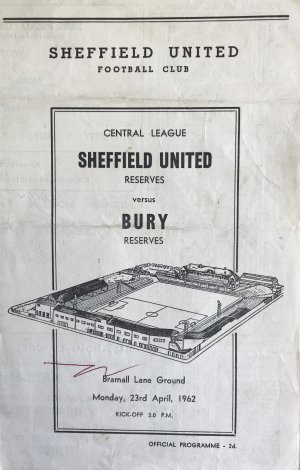 SHEFFIELD UNITED
FOOTBALL CLUB
CENTRAL LEAGUE
SHEFFIELD UNITED
RESERVES
versus
BURY
RESERVES
Bramall Lane Ground
Monday, 23rd April, 1962
KICK-OFF 3.0 P.M.
OFFICIAL PROGRAMME - 2d.